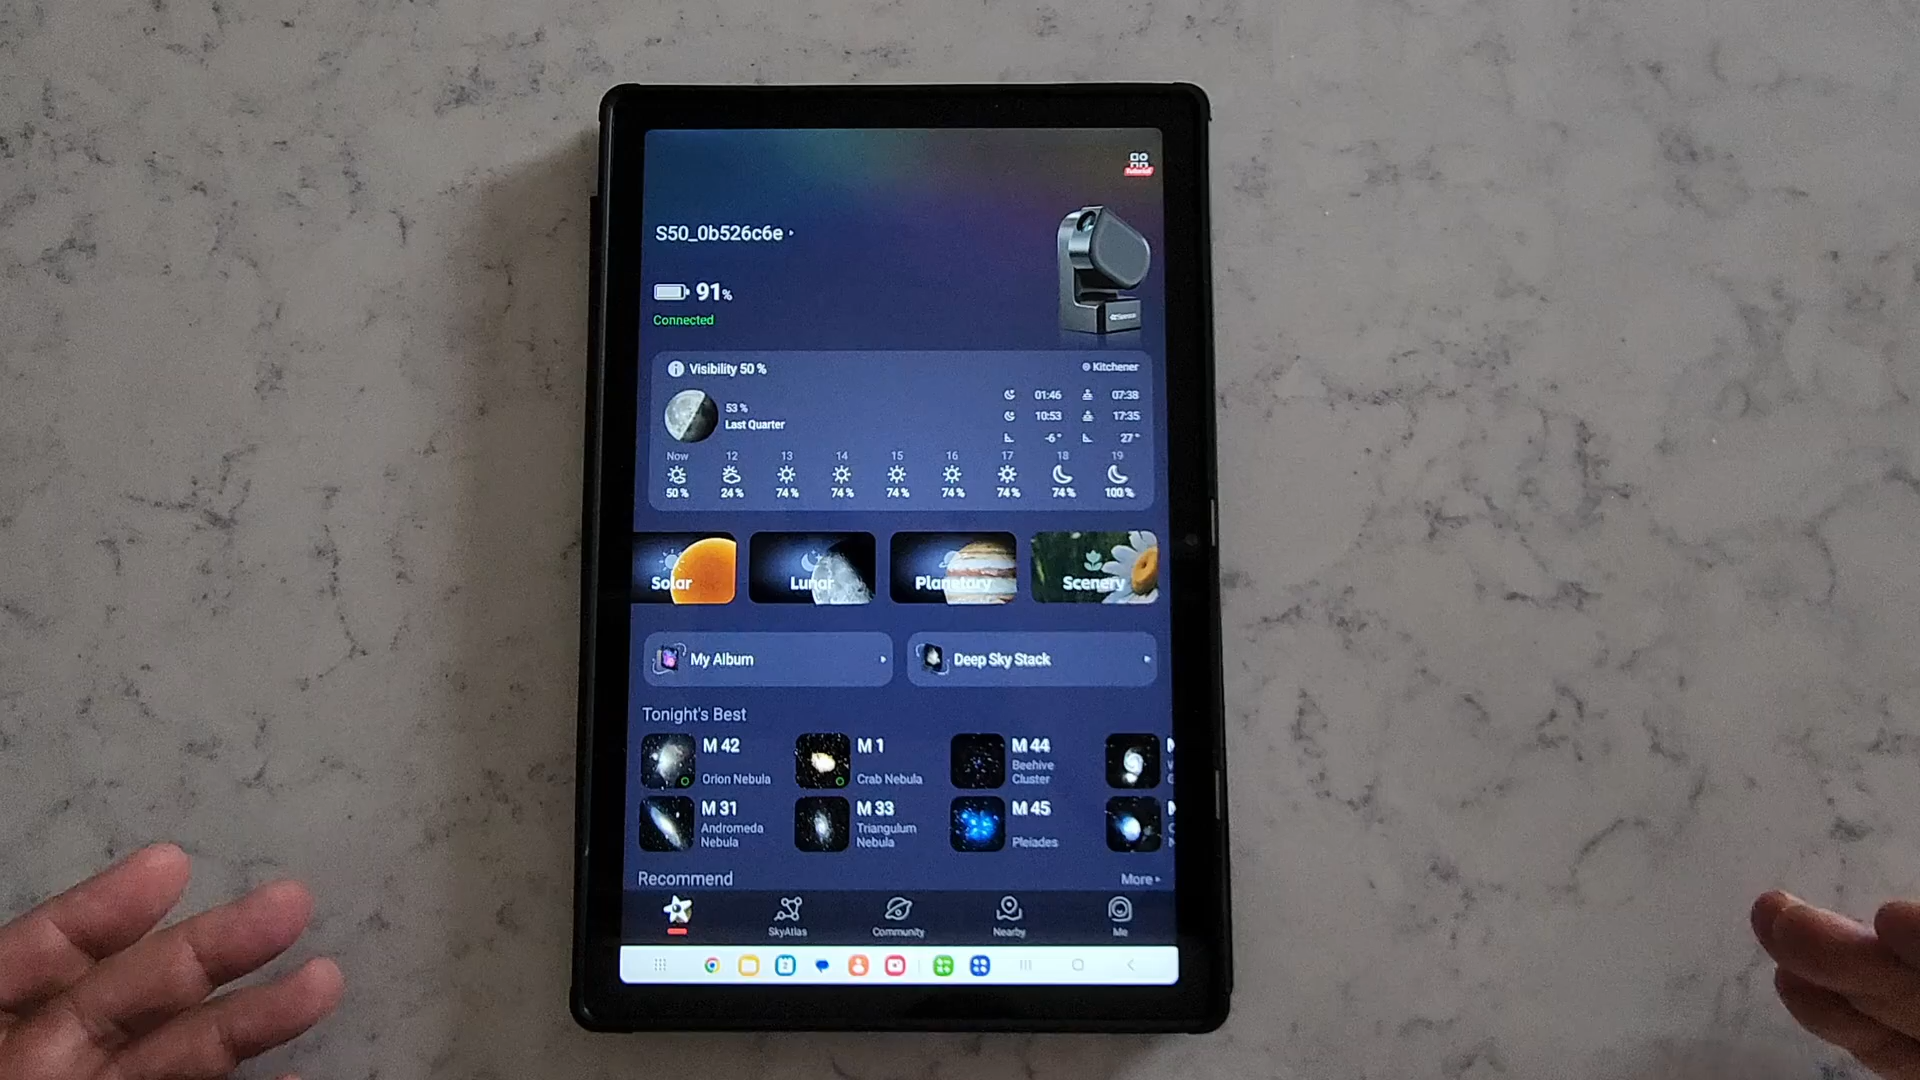 Tutorial
S50_0b526c6e
91%
Connected
Visibility 50 %
Kitchener
53 %
Last Quarter
01:46 07:38
10:53 17:35
-6° 27°
Now 12 13 14 15 16 17 18 19
50 % 24 % 74 % 74 % 74 % 74 % 74 % 74 % 100 %
Solar Lunar Planetary Scenery
My Album Deep Sky Stack
Tonight's Best
M 42 M 1 M 44
Orion Nebula Crab Nebula Beehive Cluster
M 31 M 33 M 45
Andromeda Nebula Triangulum Nebula Pleiades
Recommend More
SkyAtlas Community Nearby Me